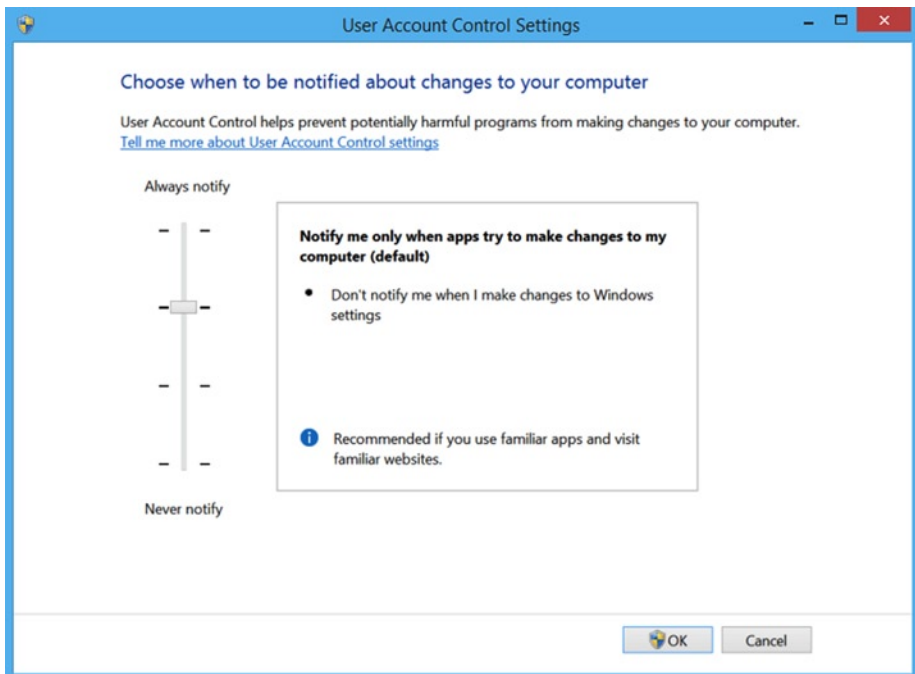 User Account Control Settings
Choose when to be notified about changes to your computer
User Account Control helps prevent potentially harmful programs from making changes to your computer.
Tell me more about User Account Control settings
Always notify
Notify me only when apps try to make changes to my
computer (default)
Don't notify me when I make changes to Windows
settings
Recommended if you use familiar apps and visit
familiar websites.
Never notify
OK
Cancel